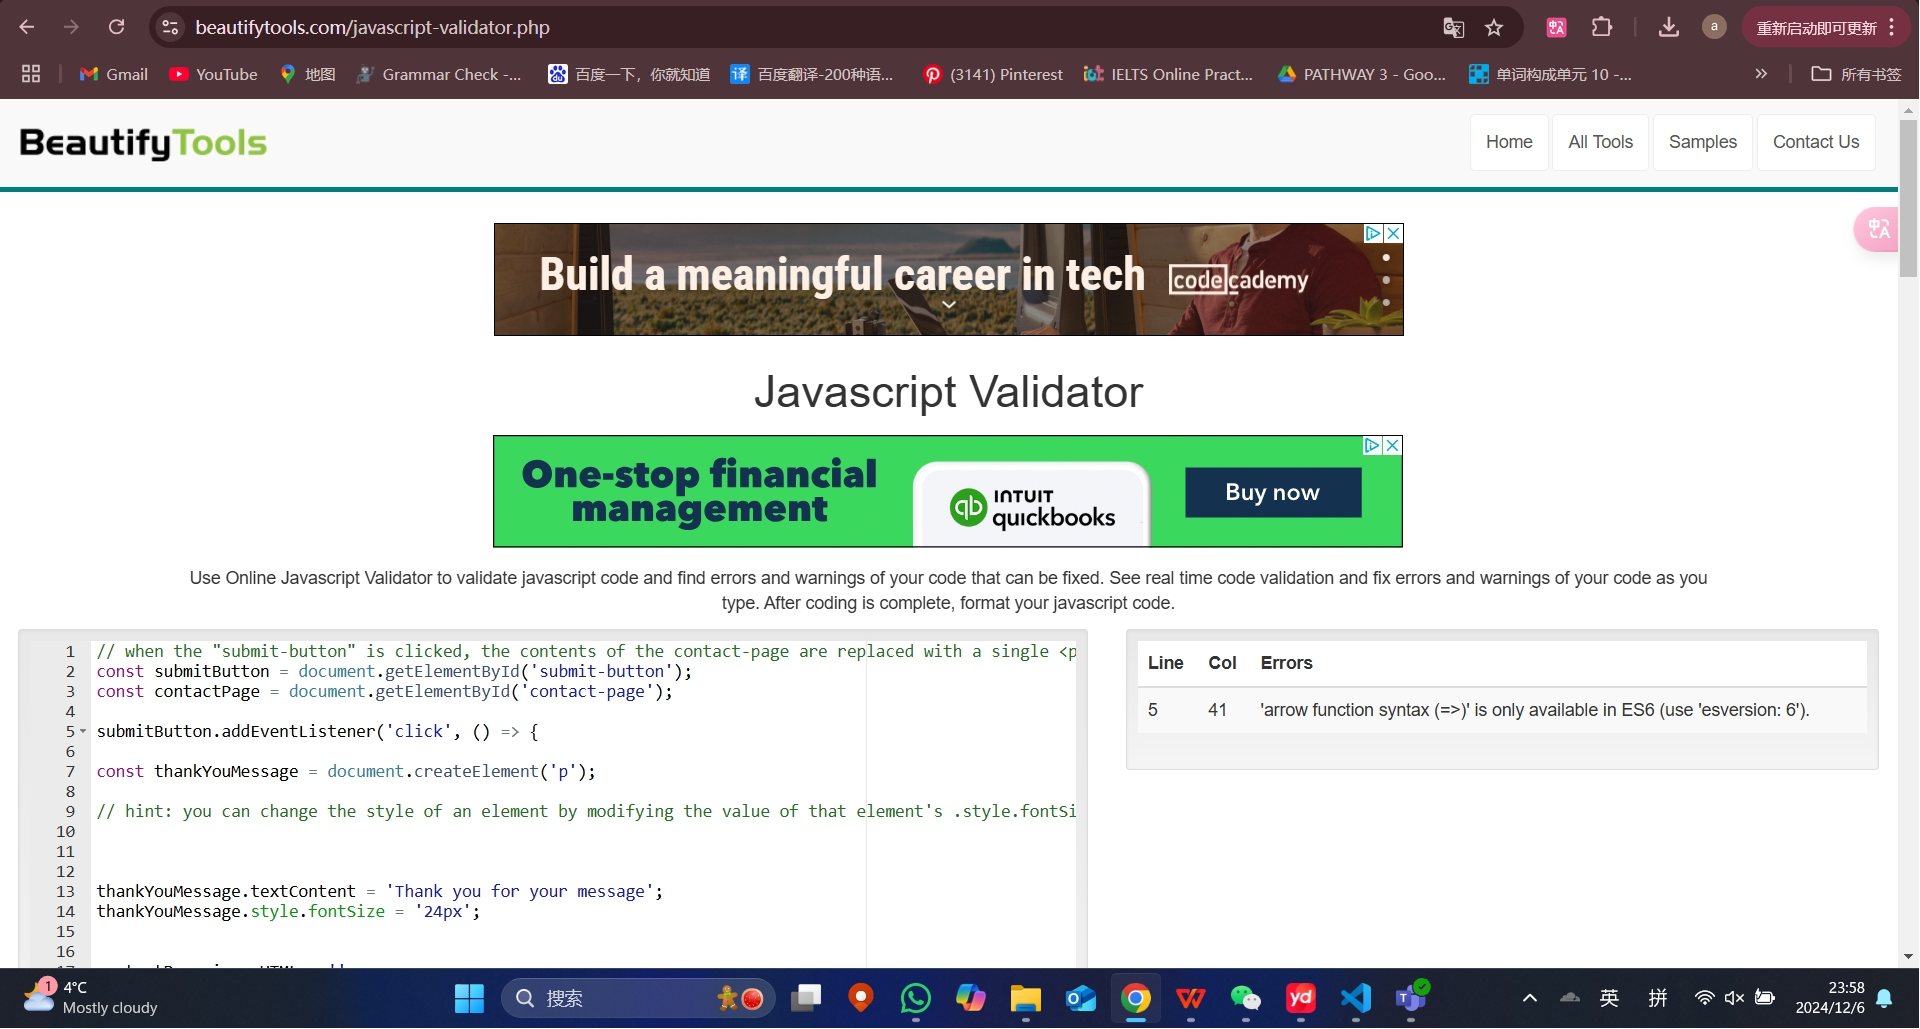 beautifytools.com/javascript-validator.php
a
重新启动即可更新
Gmail
YouTube
地图
Grammar Check -...
百度一下，你就知道
译
百度翻译-200种语...
(3141) Pinterest
IELTS Online Pract...
PATHWAY 3 - Goo...
单词构成单元 10 -...
所有书签
BeautifyTools
Home
All Tools
Samples
Contact Us
Build a meaningful career in tech
codecademy
Javascript Validator
One-stop financial
management
qb
INTUIT
quickbooks
Buy now
Use Online Javascript Validator to validate javascript code and find errors and warnings of your code that can be fixed. See real time code validation and fix errors and warnings of your code as you
type. After coding is complete, format your javascript code.
1 // when the "submit-button" is clicked, the contents of the contact-page are replaced with a single <p
2 const submitButton = document.getElementById('submit-button');
3 const contactPage = document.getElementById('contact-page');
4
5 submitButton.addEventListener('click', () => {
6
7 const thankYouMessage = document.createElement('p');
8
9 // hint: you can change the style of an element by modifying the value of that element's .style.fontSi
10
11
12
13 thankYouMessage.textContent = 'Thank you for your message';
14 thankYouMessage.style.fontSize = '24px';
15
16
Line Col Errors
5 41 'arrow function syntax (=>)' is only available in ES6 (use 'esversion: 6').
1
4°C
Mostly cloudy
搜索
yd
英
拼
23:58
2024/12/6